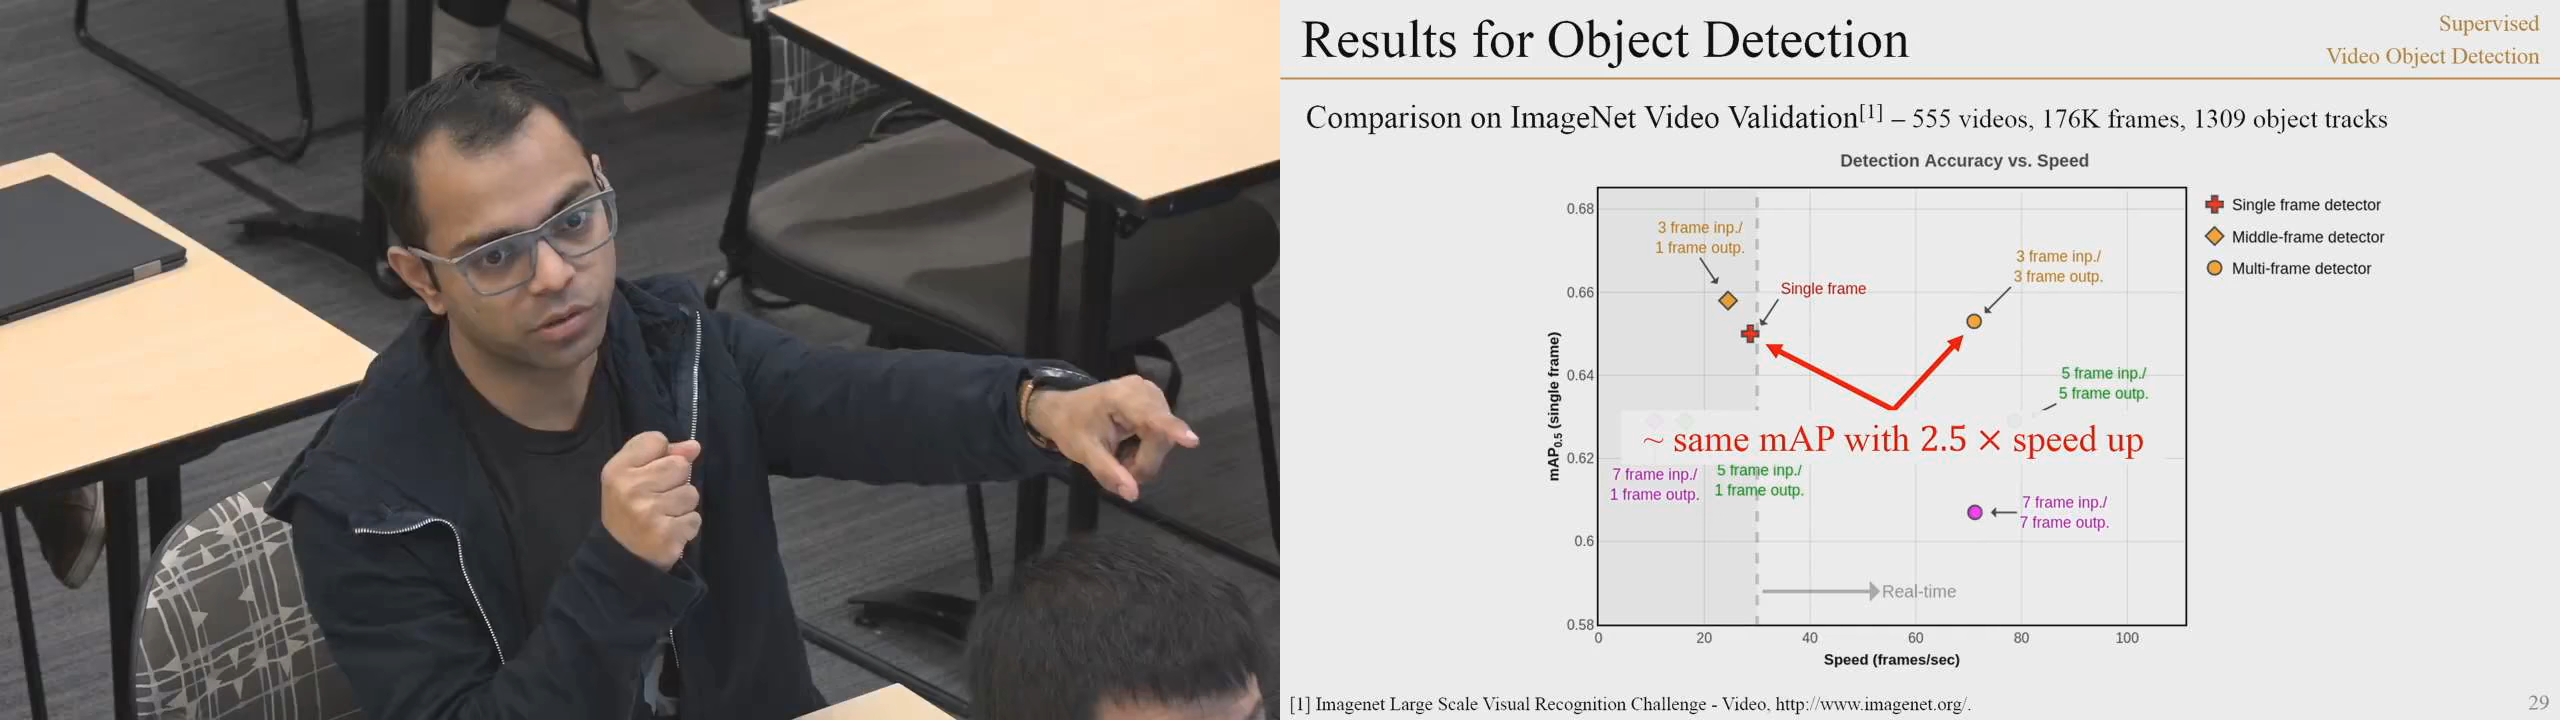 Results for Object Detection
Supervised
Video Object Detection
Comparison on ImageNet Video Validation[1] – 555 videos, 176K frames, 1309 object tracks
Detection Accuracy vs. Speed
Single frame detector
Middle-frame detector
Multi-frame detector
3 frame inp./
1 frame outp.
Single frame
3 frame inp./
3 frame outp.
5 frame inp./
5 frame outp.
~ same mAP with 2.5 × speed up
7 frame inp./
1 frame outp.
5 frame inp./
1 frame outp.
7 frame inp./
7 frame outp.
Real-time
mAP0.5 (single frame)
0.68
0.66
0.64
0.62
0.6
0.58
0 20 40 60 80 100
Speed (frames/sec)
[1] Imagenet Large Scale Visual Recognition Challenge - Video, http://www.imagenet.org/.
29